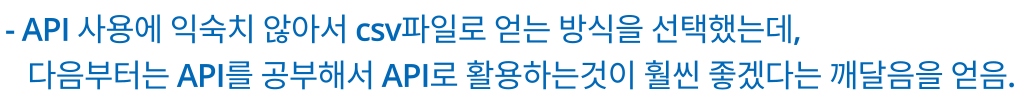 - API 사용에 익숙치 않아서 csv파일로 얻는 방식을 선택했는데,
다음부터는 API를 공부해서 API로 활용하는것이 훨씬 좋겠다는 깨달음을 얻음.